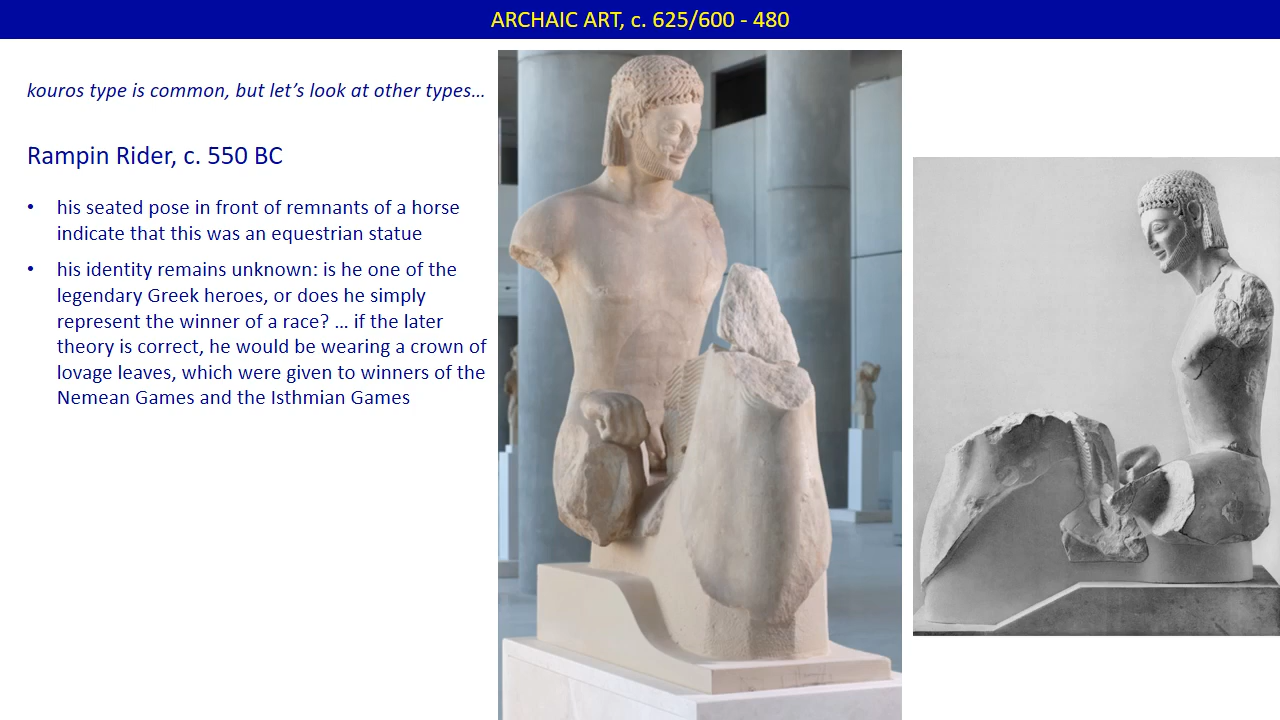 ARCHAIC ART, c. 625/600 - 480
kouros type is common, but let’s look at other types…
Rampin Rider, c. 550 BC
• his seated pose in front of remnants of a horse
indicate that this was an equestrian statue
• his identity remains unknown: is he one of the
legendary Greek heroes, or does he simply
represent the winner of a race? … if the later
theory is correct, he would be wearing a crown of
lovage leaves, which were given to winners of the
Nemean Games and the Isthmian Games